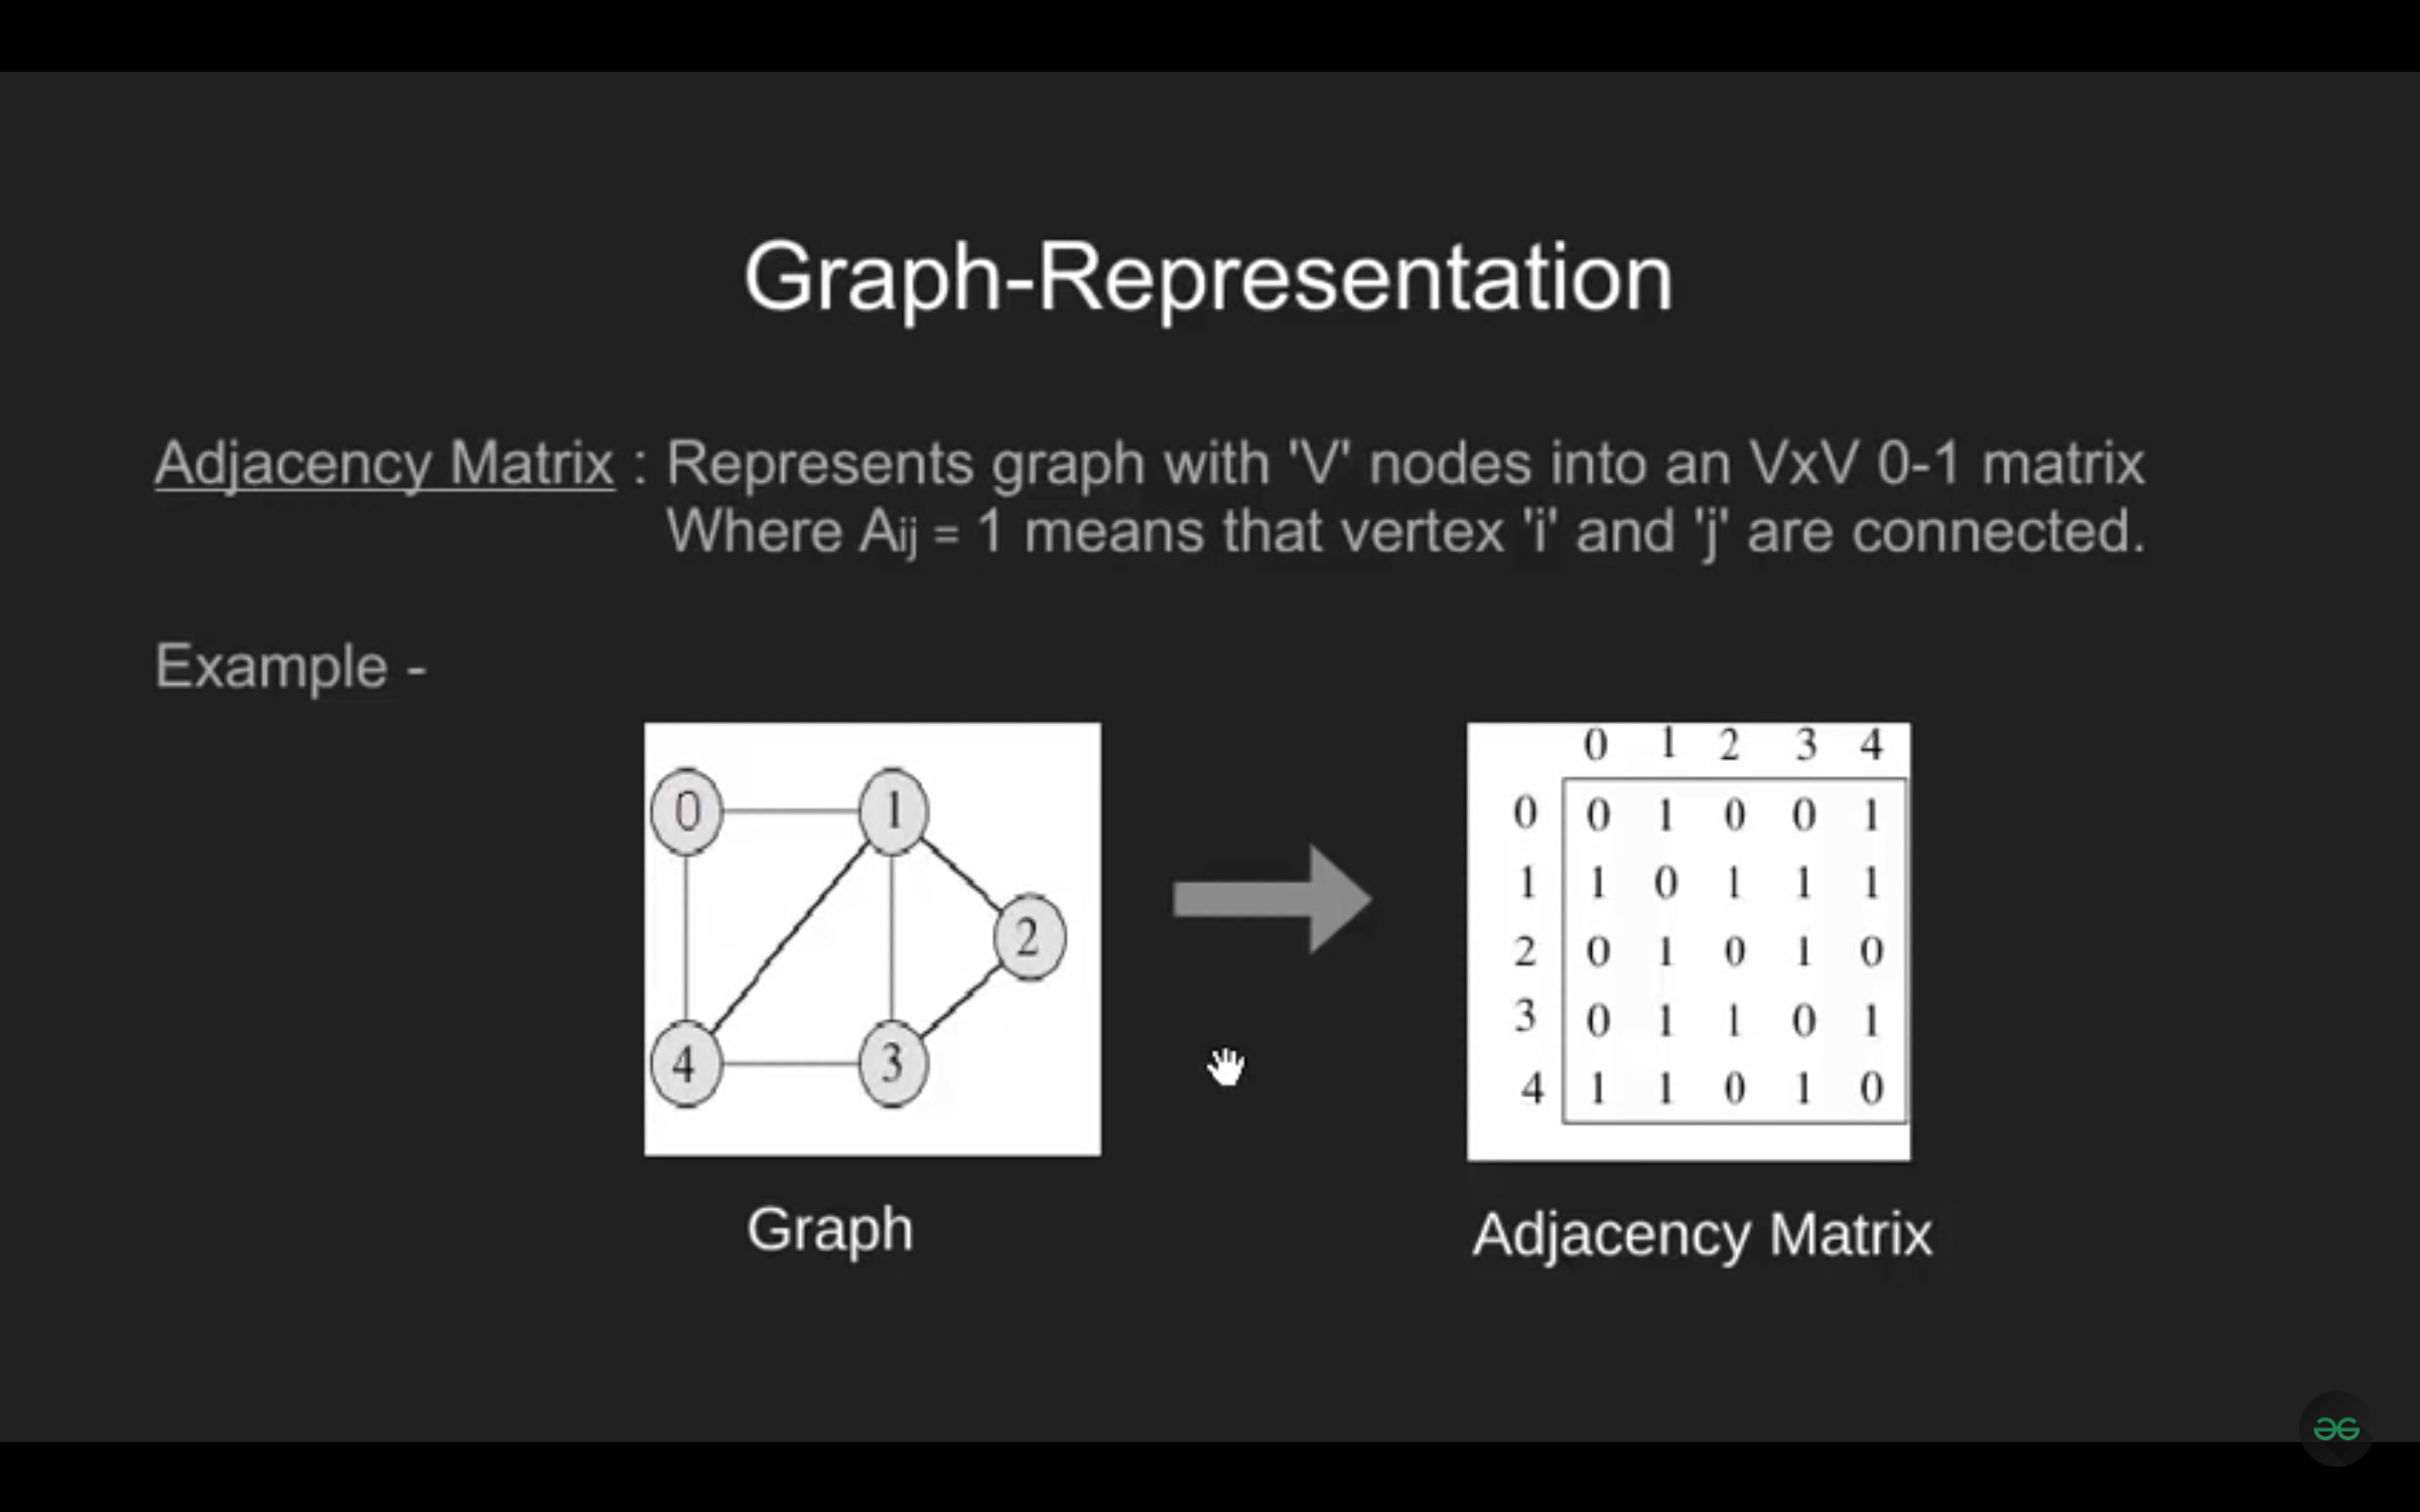 Graph-Representation
Adjacency Matrix : Represents graph with 'V' nodes into an VxV 0-1 matrix
Where Aij = 1 means that vertex 'i' and 'j' are connected.
Example -
0 1
2
4 3
Graph
0 1 2 3 4
0 0 1 0 0 1
1 1 0 1 1 1
2 0 1 0 1 0
3 0 1 1 0 1
4 1 1 0 1 0
Adjacency Matrix